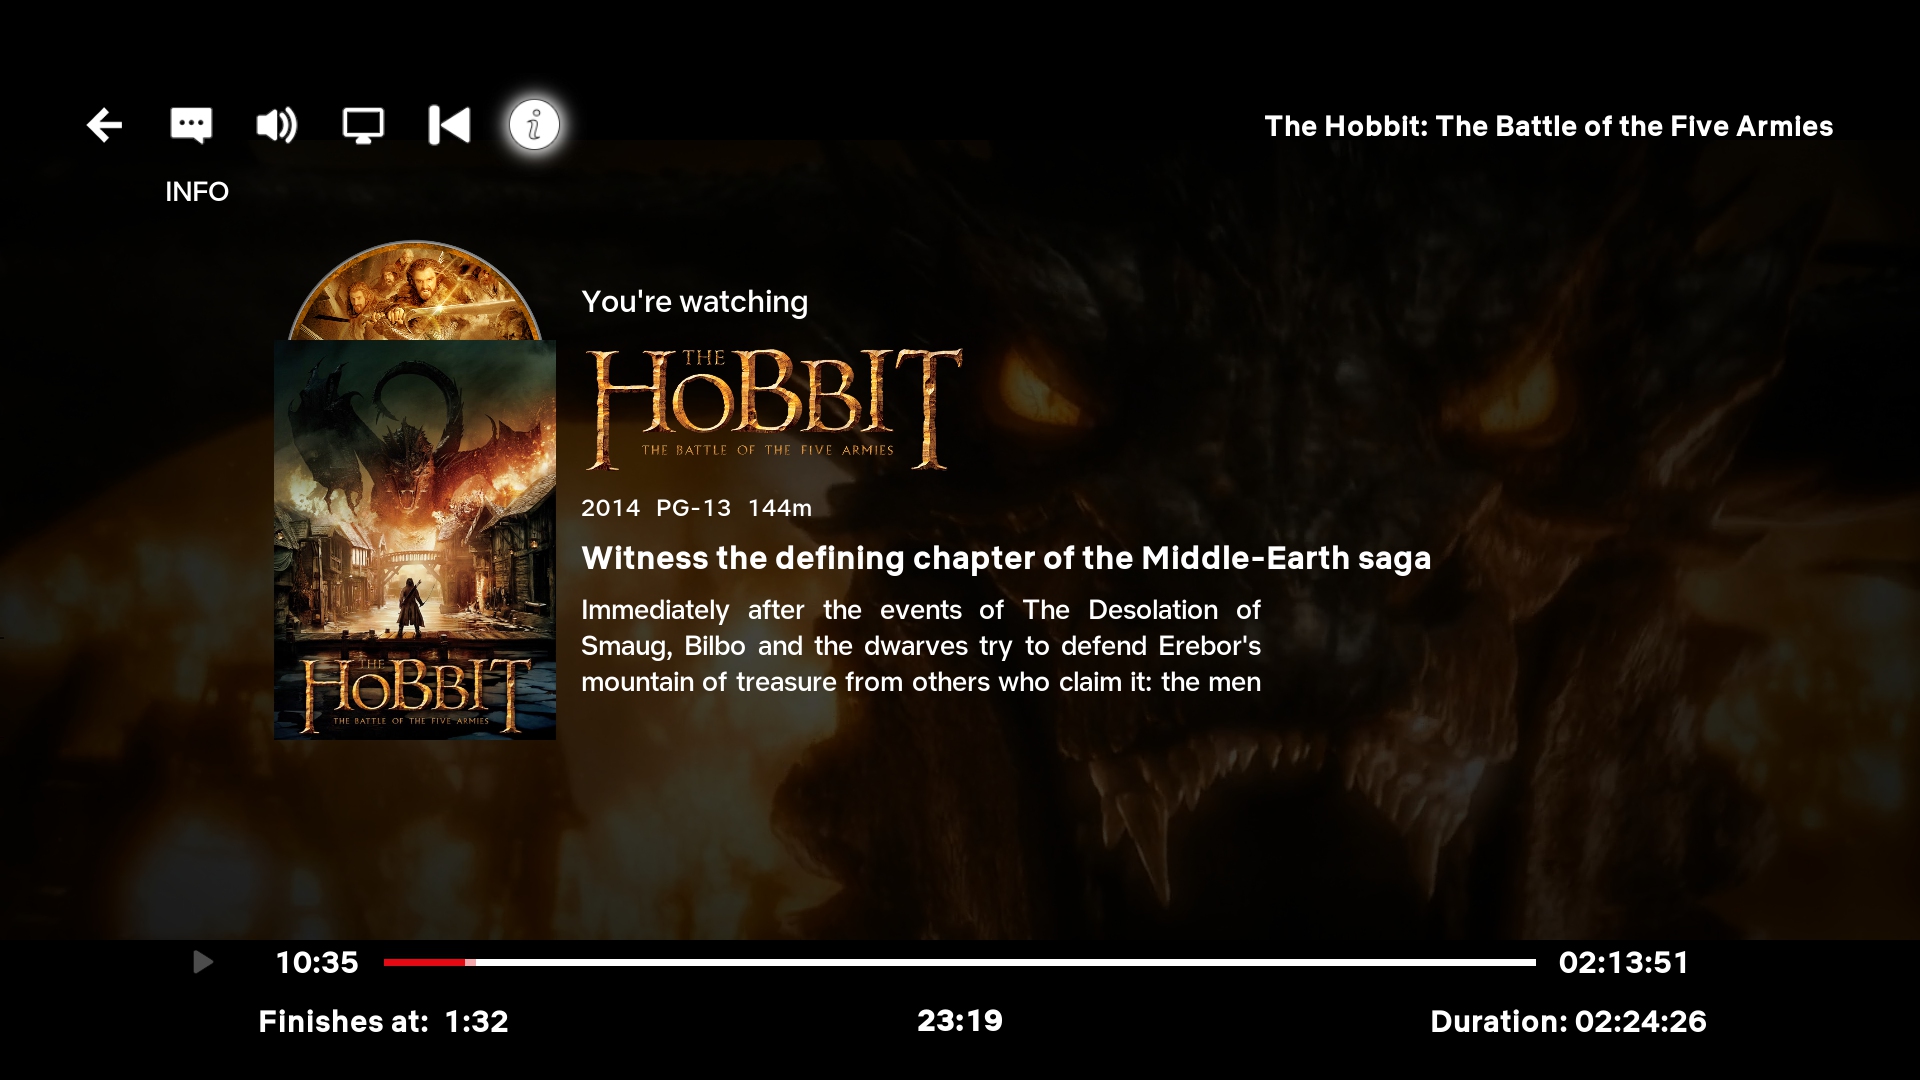 The Hobbit: The Battle of the Five Armies
INFO
You're watching
THE
HOBBIT
THE BATTLE OF THE FIVE ARMIES
2014 PG-13 144m
Witness the defining chapter of the Middle-Earth saga
Immediately after the events of The Desolation of
Smaug, Bilbo and the dwarves try to defend Erebor's
mountain of treasure from others who claim it: the men
THE
HOBBIT
THE BATTLE OF THE FIVE ARMIES
10:35
02:13:51
Finishes at: 1:32
23:19
Duration: 02:24:26